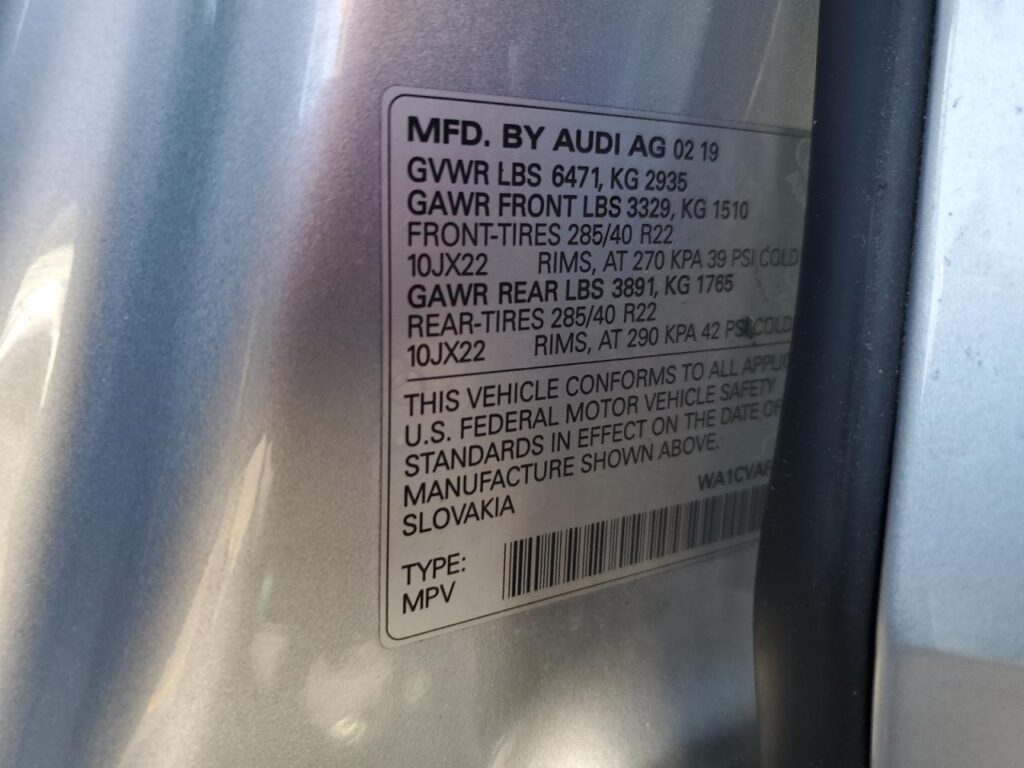 MFD. BY AUDI AG 02 19
GVWR LBS 6471, KG 2935
GAWR FRONT LBS 3329, KG 1510
FRONT-TIRES 285/40 R22
10JX22 RIMS, AT 270 KPA 39 PSI COLD
GAWR REAR LBS 3891, KG 1765
REAR-TIRES 285/40 R22
10JX22 RIMS, AT 290 KPA 42 PSI COLD
THIS VEHICLE CONFORMS TO ALL APPLIC
U.S. FEDERAL MOTOR VEHICLE SAFETY
STANDARDS IN EFFECT ON THE DATE OF
MANUFACTURE SHOWN ABOVE.
WA1CVAF
SLOVAKIA
TYPE:
MPV